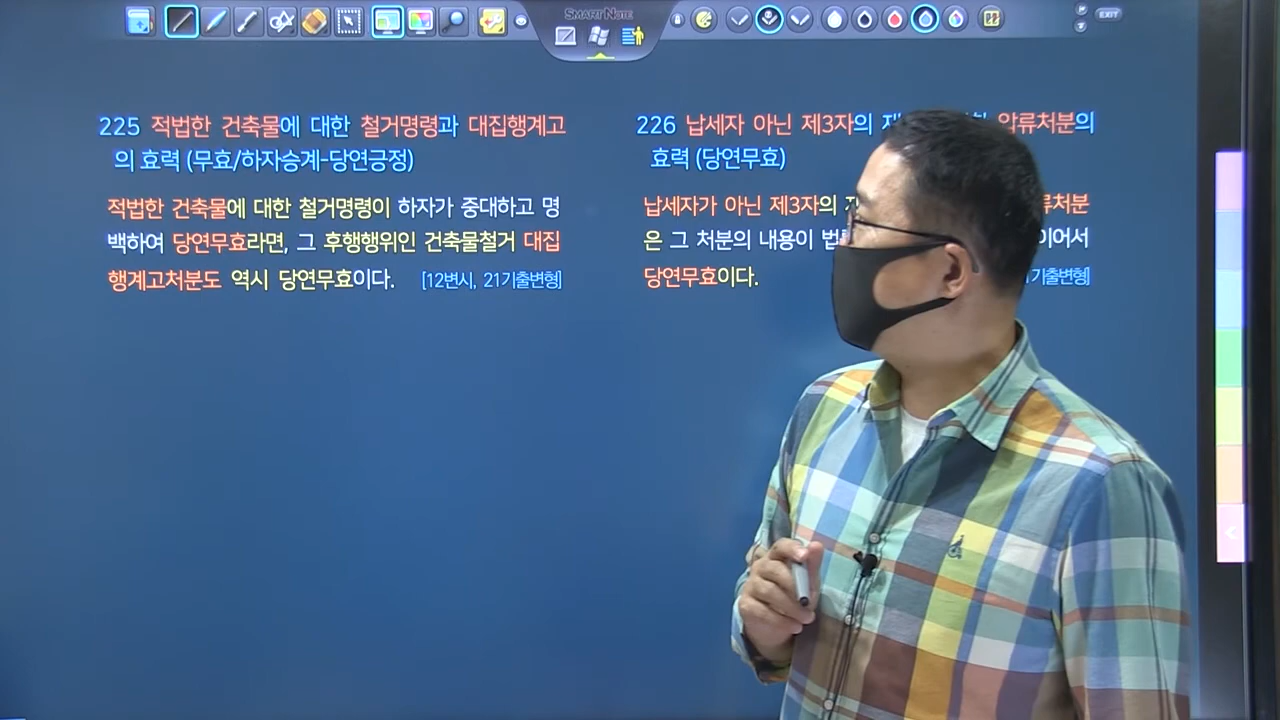 SMART NOTE
EXIT
225 적법한 건축물에 대한 철거명령과 대집행계고
의 효력 (무효/하자승계-당연긍정)
적법한 건축물에 대한 철거명령이 하자가 중대하고 명
백하여 당연무효라면, 그 후행행위인 건축물철거 대집
행계고처분도 역시 당연무효이다. [12변시, 21기출변형]
226 납세자 아닌 제3자의 압류처분의
효력 (당연무효)
납세자가 아닌 제3자의
은 그 처분의 내용이
당연무효이다. 기출변형]